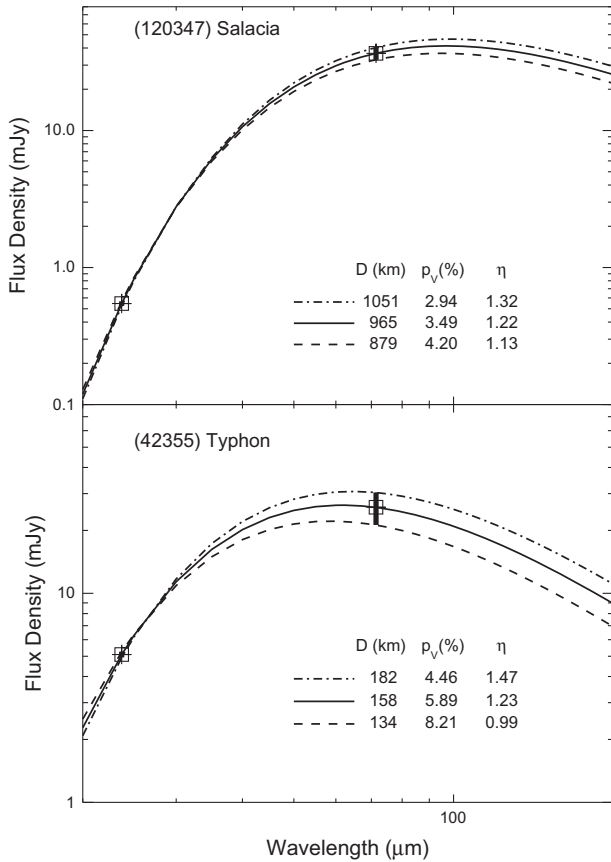 (120347) Salacia
10.0
1.0
0.1
Flux Density (mJy)
D (km) pV(%) η
1051 2.94 1.32
965 3.49 1.22
879 4.20 1.13
(42355) Typhon
10
1
Flux Density (mJy)
D (km) pV(%) η
182 4.46 1.47
158 5.89 1.23
134 8.21 0.99
100
Wavelength (μm)